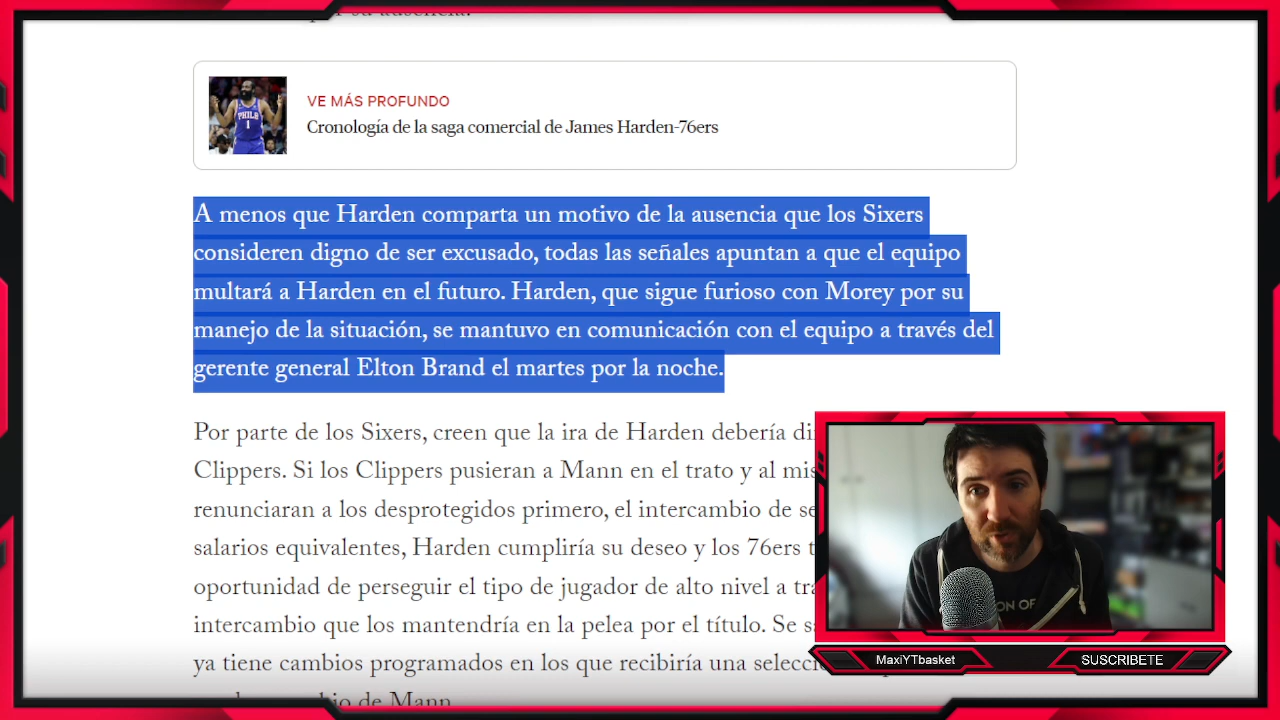 VE MÁS PROFUNDO
Cronología de la saga comercial de James Harden-76ers
PHILA
1
A menos que Harden comparta un motivo de la ausencia que los Sixers
consideren digno de ser excusado, todas las señales apuntan a que el equipo
multará a Harden en el futuro. Harden, que sigue furioso con Morey por su
manejo de la situación, se mantuvo en comunicación con el equipo a través del
gerente general Elton Brand el martes por la noche.
Por parte de los Sixers, creen que la ira de Harden debería
Clippers. Si los Clippers pusieran a Mann en el trato y al
renunciaran a los desprotegidos primero, el intercambio de
salarios equivalentes, Harden cumpliría su deseo y los 76ers
oportunidad de perseguir el tipo de jugador de alto nivel a
intercambio que los mantendría en la pelea por el título. Se
ya tiene cambios programados en los que recibiría una
de Mann
ON OF
MaxiYTbasket
SUSCRIBETE